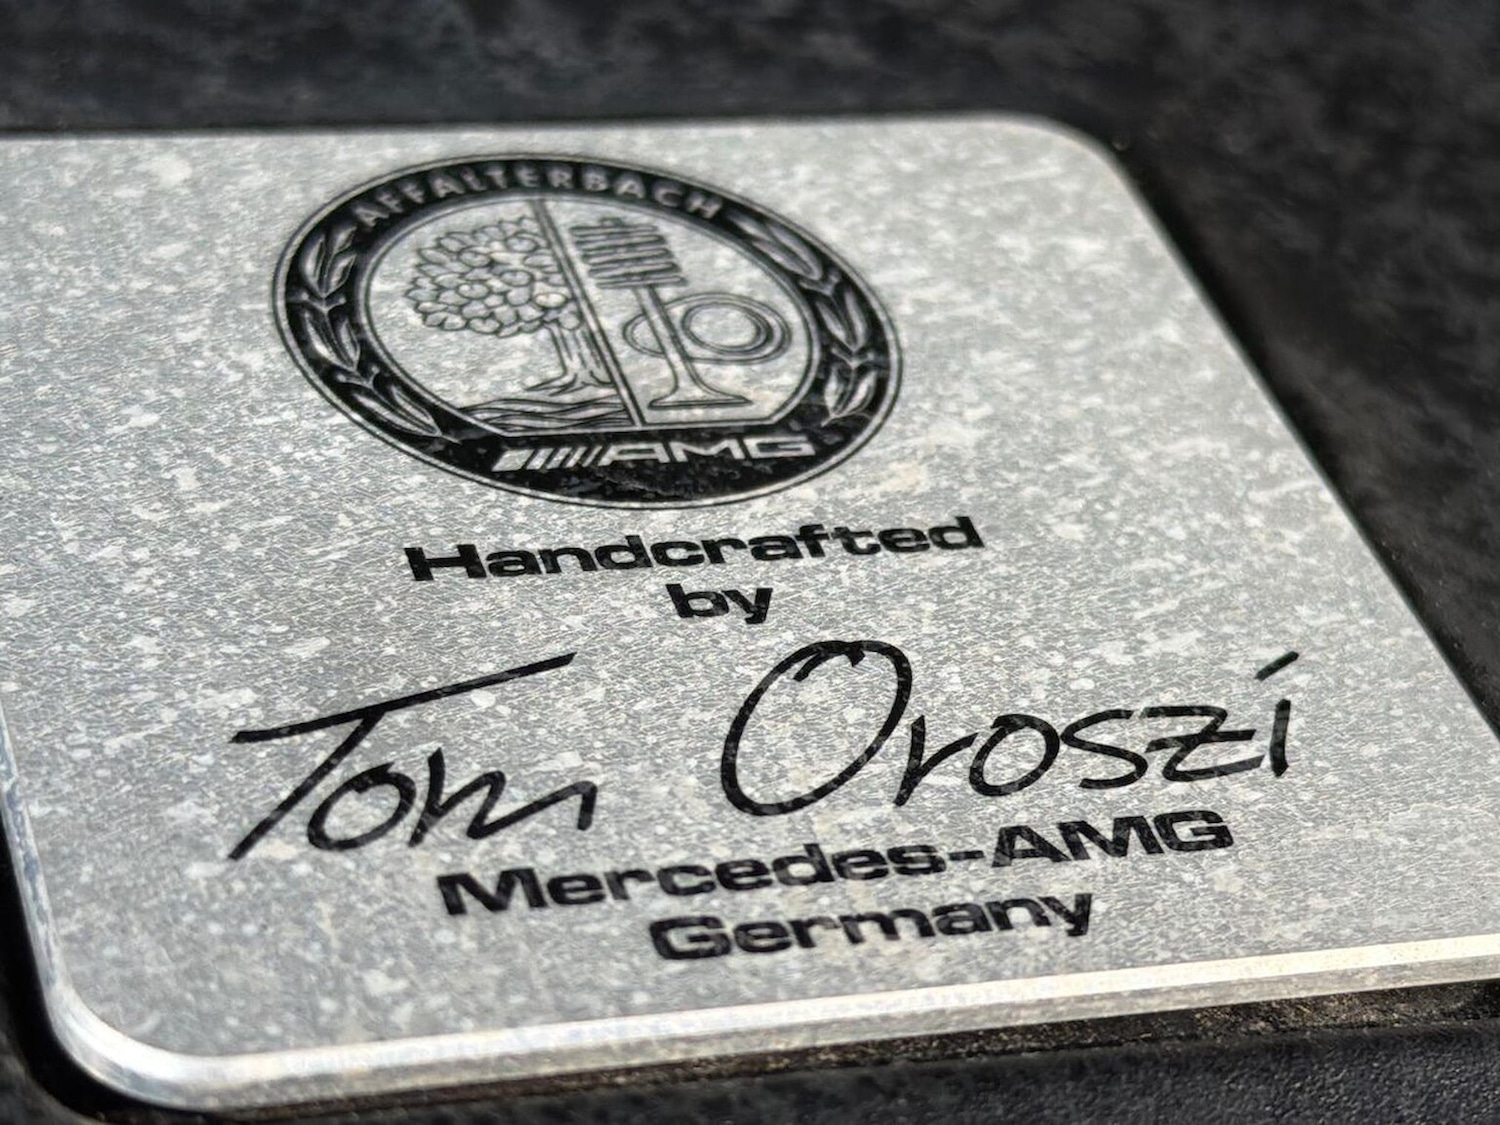 AFFALTERBACH
AMG
Handcrafted
by
Tom Oroszi
Mercedes-AMG
Germany